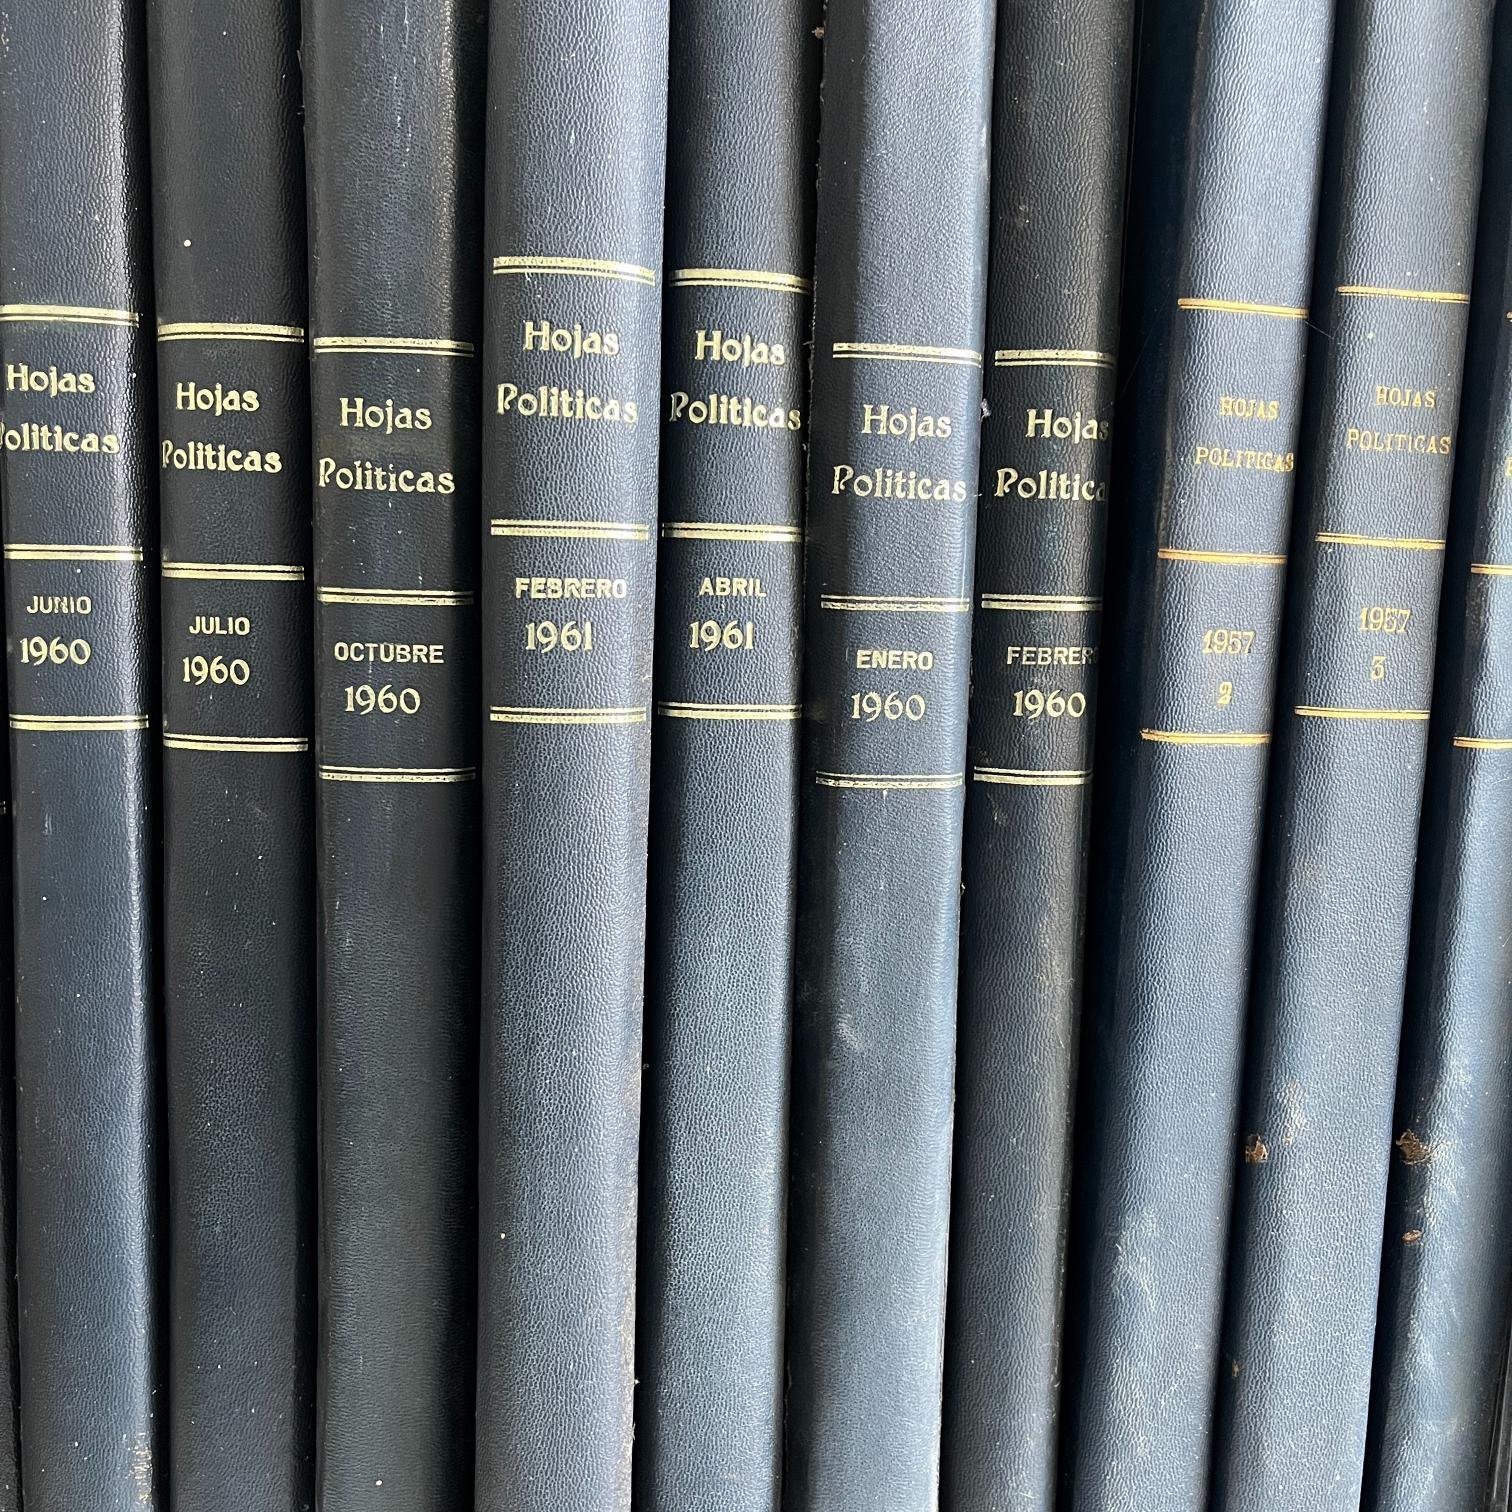 Hojas
Politicas
JUNIO
1960
Hojas
Politicas
JULIO
1960
Hojas
Politicas
OCTUBRE
1960
Hojas
Politicas
FEBRERO
1961
Hojas
Politicas
ABRIL
1961
Hojas
Politicas
ENERO
1960
Hojas
Politica
FEBRER
1960
HOJAS
POLITICAS
1957
2
HOJAS
POLITICAS
1957
3